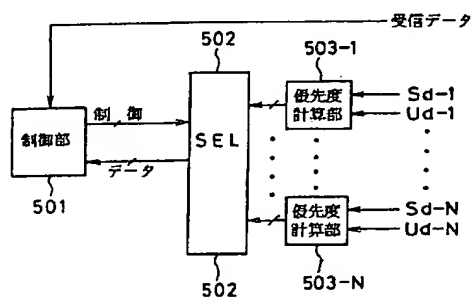 受信データ
502
503-1
制御
SEL
優先度
計算部
Sd-1
Ud-1
制御部
データ
501
優先度
計算部
Sd-N
Ud-N
502
503-N